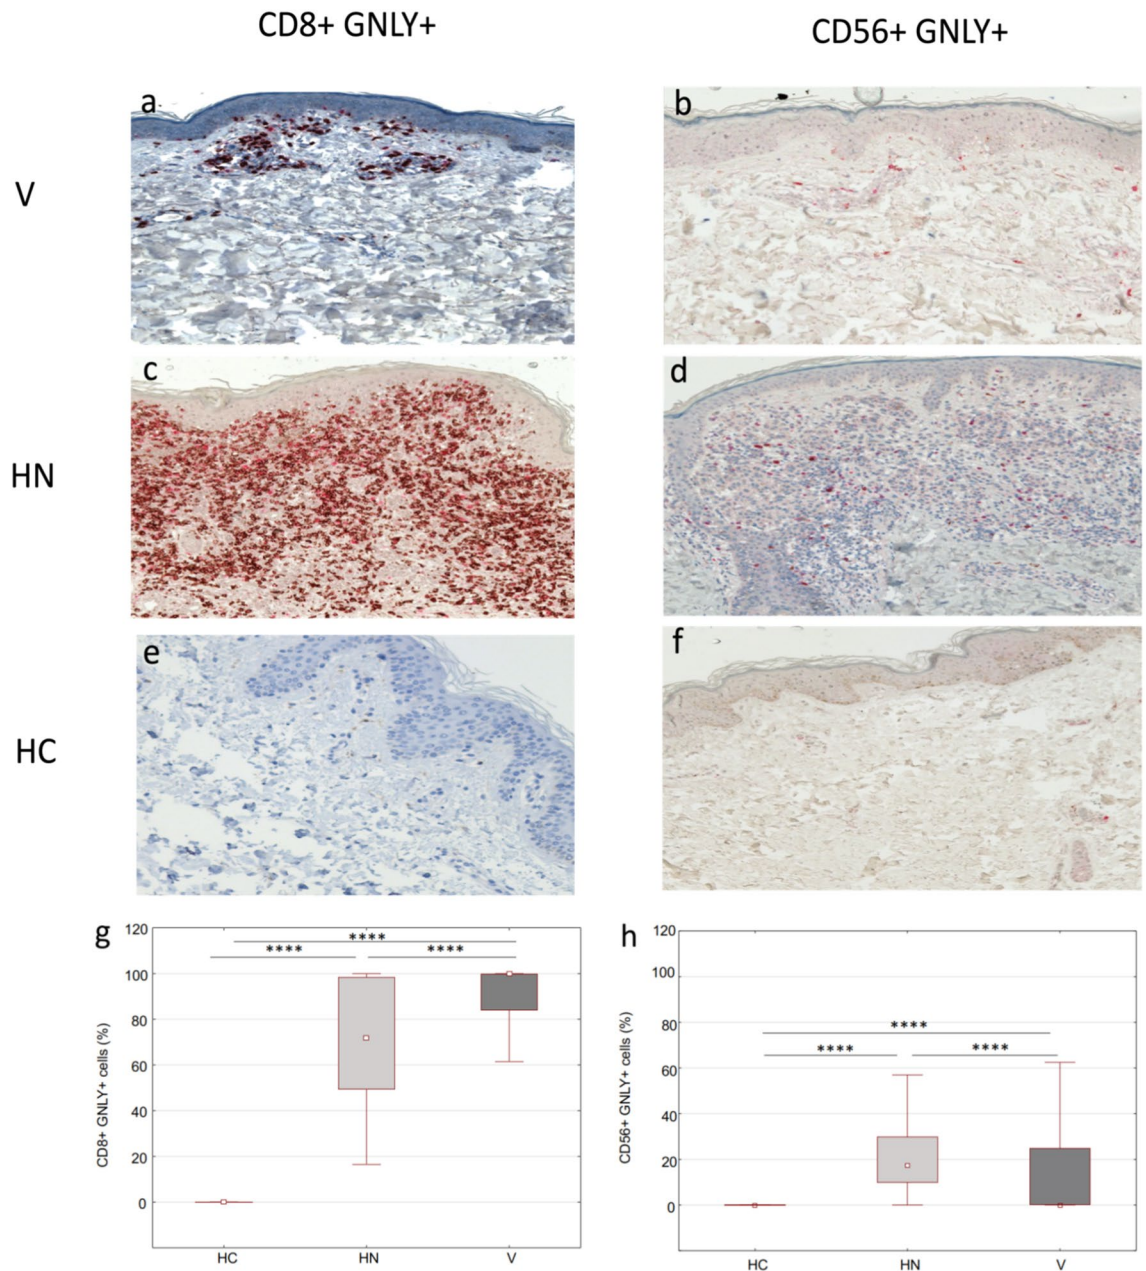 CD8+ GNLY+
CD56+ GNLY+
V
a
b
HN
c
d
HC
e
f
g
CD8+ GNLY+ cells (%)
120
100
80
60
40
20
0
****
****
****
HC
HN
V
h
CD56+ GNLY+ cells (%)
120
100
80
60
40
20
0
****
****
****
HC
HN
V